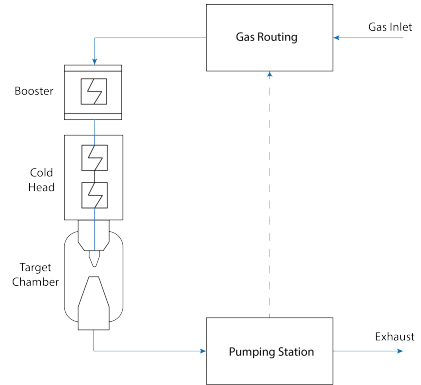 Gas Routing
Gas Inlet
Booster
Cold
Head
Target
Chamber
Pumping Station
Exhaust